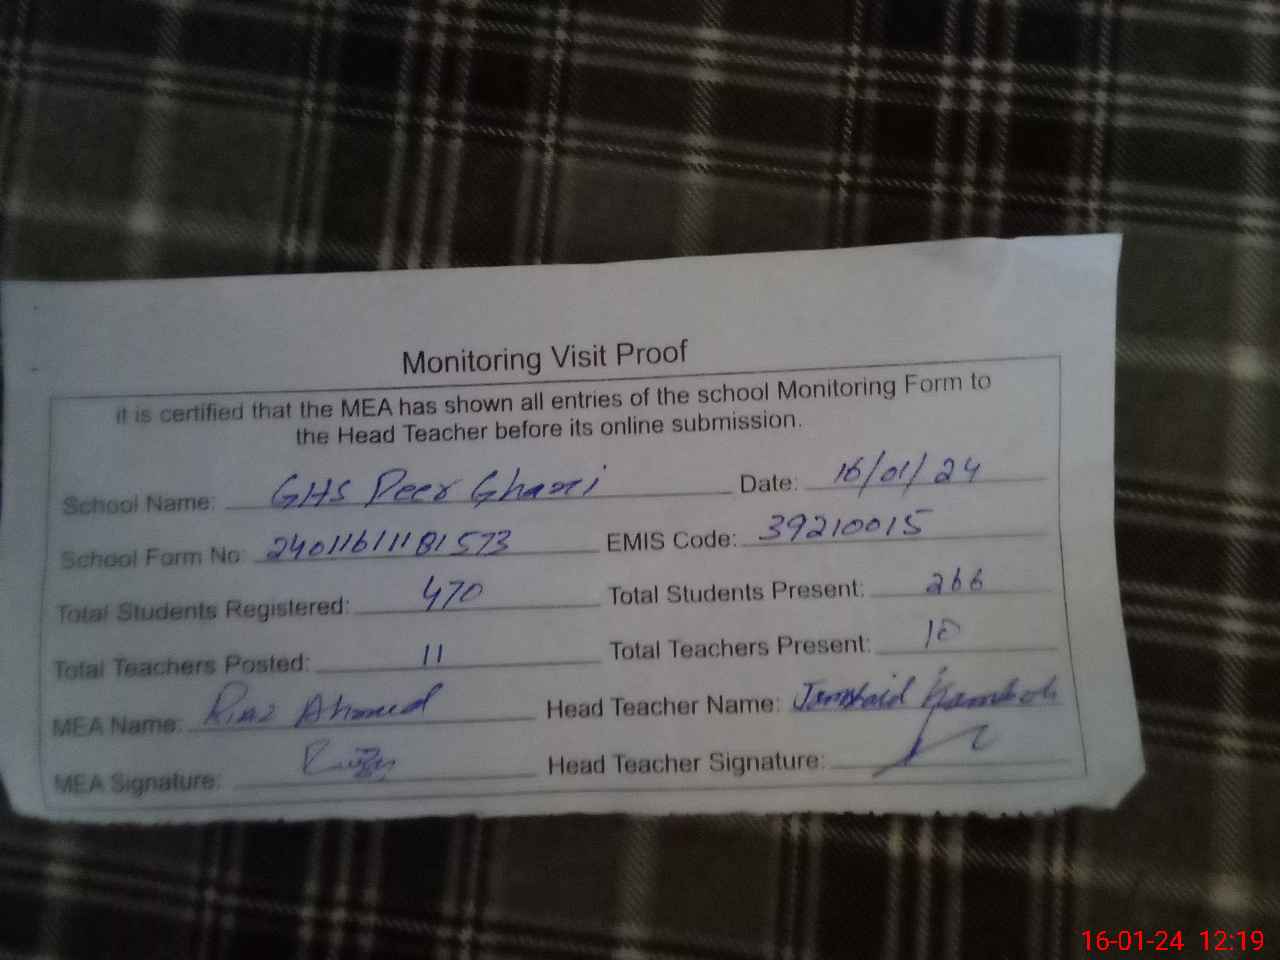 Monitoring Visit Proof
it is certified that the MEA has shown all entries of the school Monitoring Form to
the Head Teacher before its online submission.
School Name: GHS Peer Ghani Date: 16/01/24
School Form No: 24011611181573 EMIS Code: 39210015
Total Students Registered: 470 Total Students Present: 266
Total Teachers Posted: 11 Total Teachers Present: 10
MEA Name: Riaz Ahmed Head Teacher Name: Jamshaid Kamboh
MEA Signature: Head Teacher Signature:
16-01-24 12:19